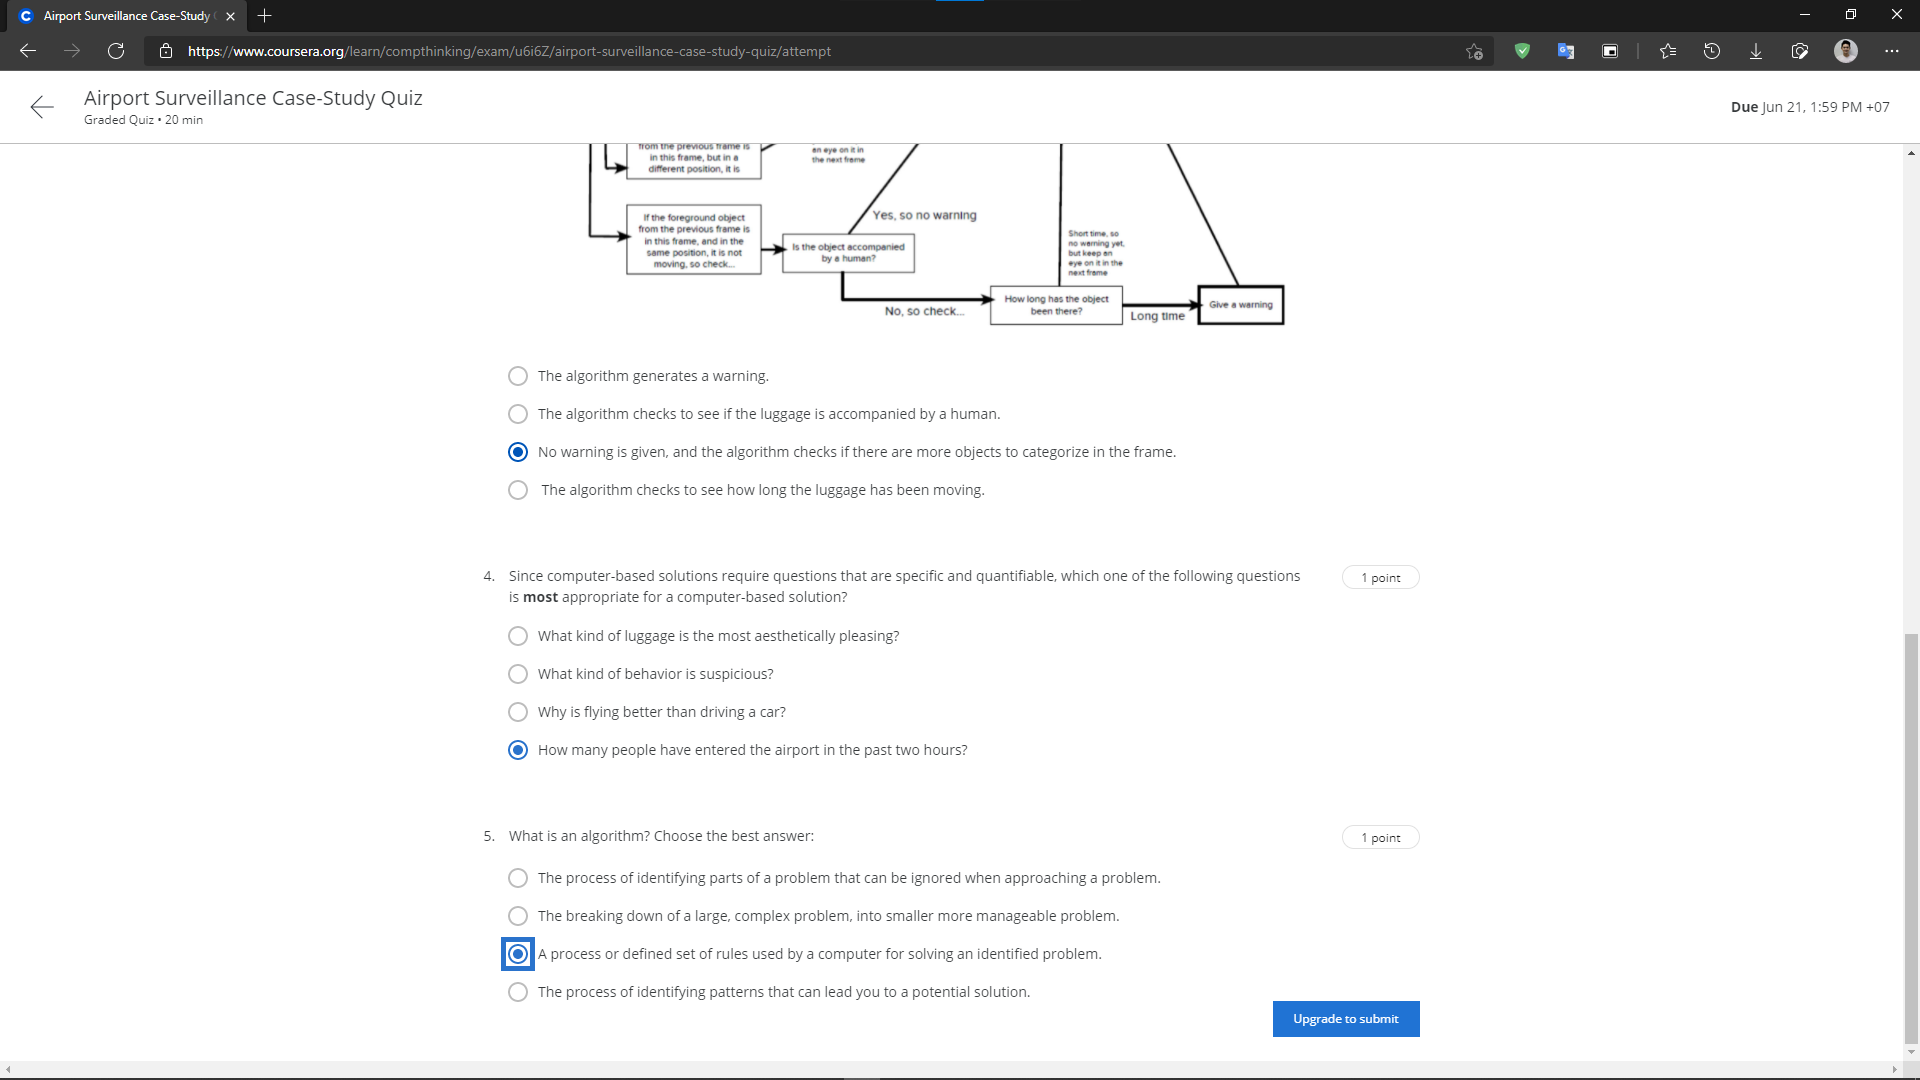 Airport Surveillance Case-Study
https://www.coursera.org/learn/compthinking/exam/u6i6Z/airport-surveillance-case-study-quiz/attempt
Airport Surveillance Case-Study Quiz
Graded Quiz • 20 min
Due Jun 21, 1:59 PM +07
from the previous frame is
in this frame, but in a
different position, it is
an eye on it in
the next frame
If the foreground object
from the previous frame is
in this frame, and in the
same position, it is not
moving, so check...
Is the object accompanied
by a human?
Yes, so no warning
No, so check...
Short time, so
no warning yet,
but keep an
eye on it in the
next frame
How long has the object
been there?
Long time
Give a warning
The algorithm generates a warning.
The algorithm checks to see if the luggage is accompanied by a human.
No warning is given, and the algorithm checks if there are more objects to categorize in the frame.
The algorithm checks to see how long the luggage has been moving.
4. Since computer-based solutions require questions that are specific and quantifiable, which one of the following questions
is most appropriate for a computer-based solution?
1 point
What kind of luggage is the most aesthetically pleasing?
What kind of behavior is suspicious?
Why is flying better than driving a car?
How many people have entered the airport in the past two hours?
5. What is an algorithm? Choose the best answer:
1 point
The process of identifying parts of a problem that can be ignored when approaching a problem.
The breaking down of a large, complex problem, into smaller more manageable problem.
A process or defined set of rules used by a computer for solving an identified problem.
The process of identifying patterns that can lead you to a potential solution.
Upgrade to submit